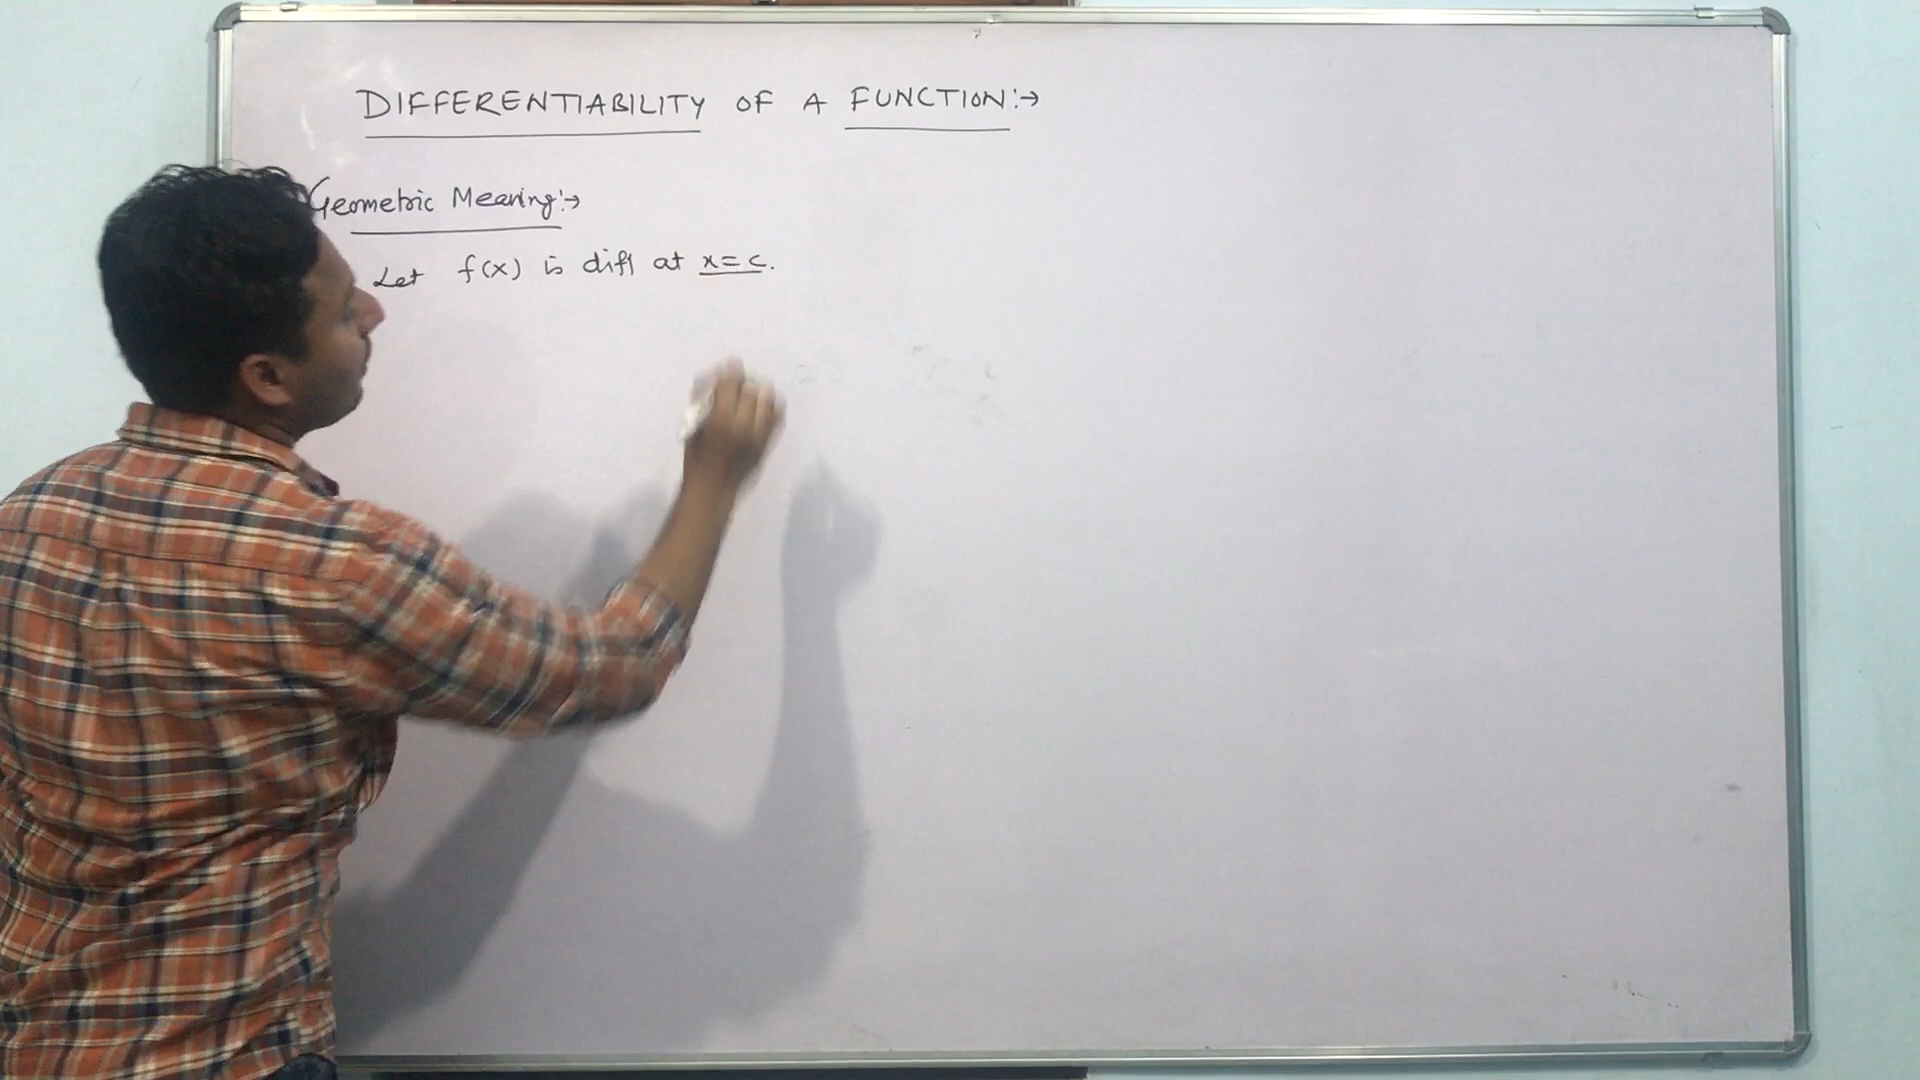 DIFFERENTIABILITY OF A FUNCTION:→
Geometric Meaning:→
Let f(x) is diff at x=c.